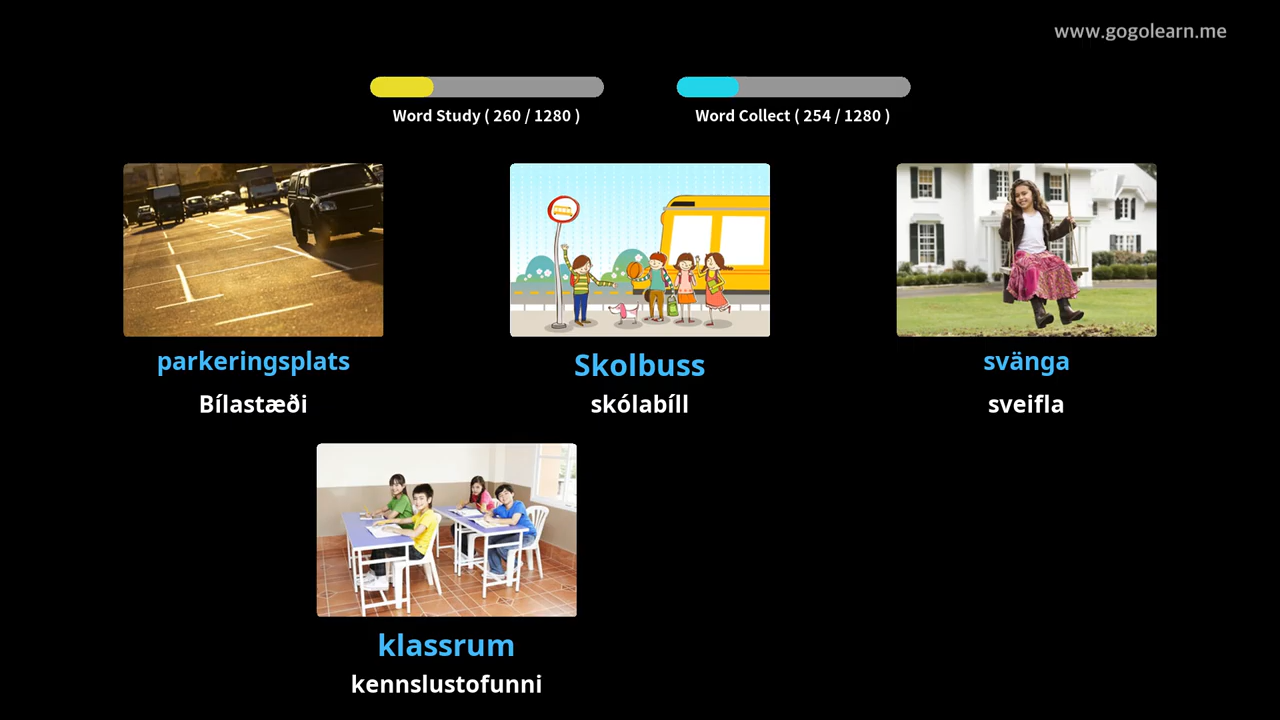 www.gogolearn.me
Word Study ( 260 / 1280 )
Word Collect ( 254 / 1280 )
parkeringsplats
Bílastæði
Skolbuss
skólabíll
svänga
sveifla
klassrum
kennslustofunni